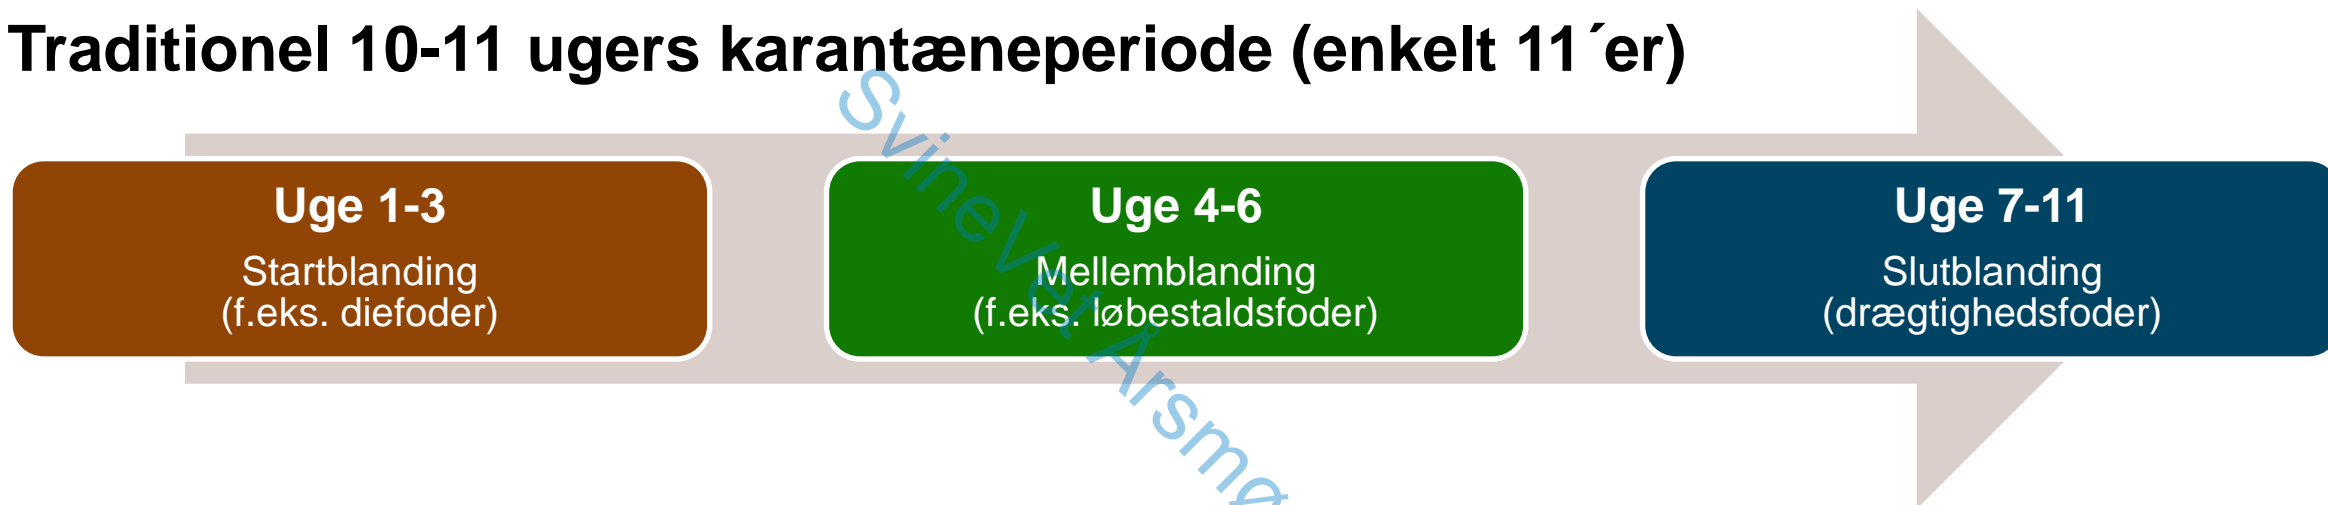 Traditionel 10-11 ugers karantæneperiode (enkelt 11´er)
Uge 1-3
Startblanding
(f.eks. diefoder)
Uge 4-6
Mellemblanding
(f.eks. løbestaldsfoder)
Uge 7-11
Slutblanding
(drægtighedsfoder)
SvineVet